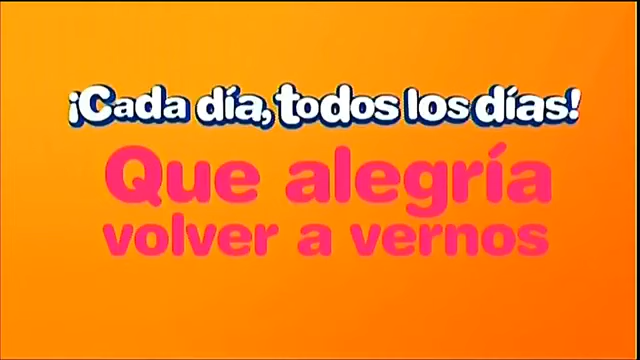 ¡Cada día, todos los días!
Que alegría
volver a vernos